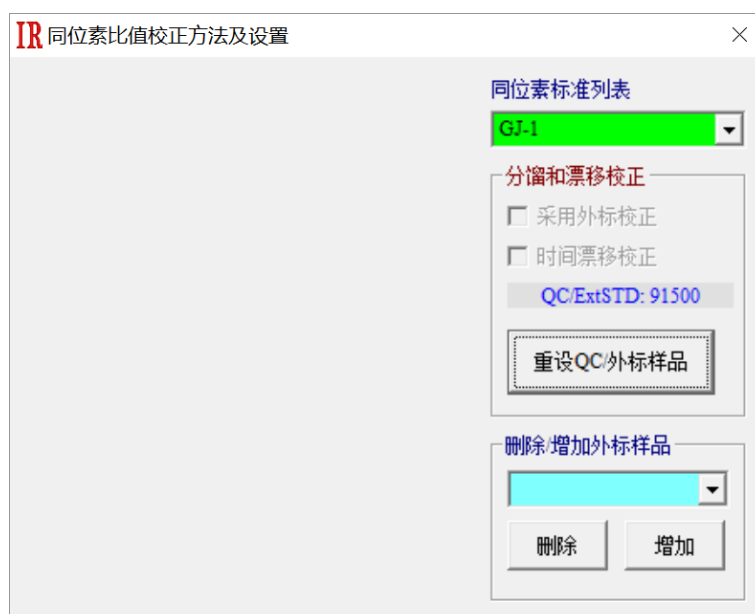 IR 同位素比值校正方法及设置
同位素标准列表
GJ-1
分馏和漂移校正
采用外标校正
时间漂移校正
QC/ExtSTD: 91500
重设QC/外标样品
删除/增加外标样品
删除
增加